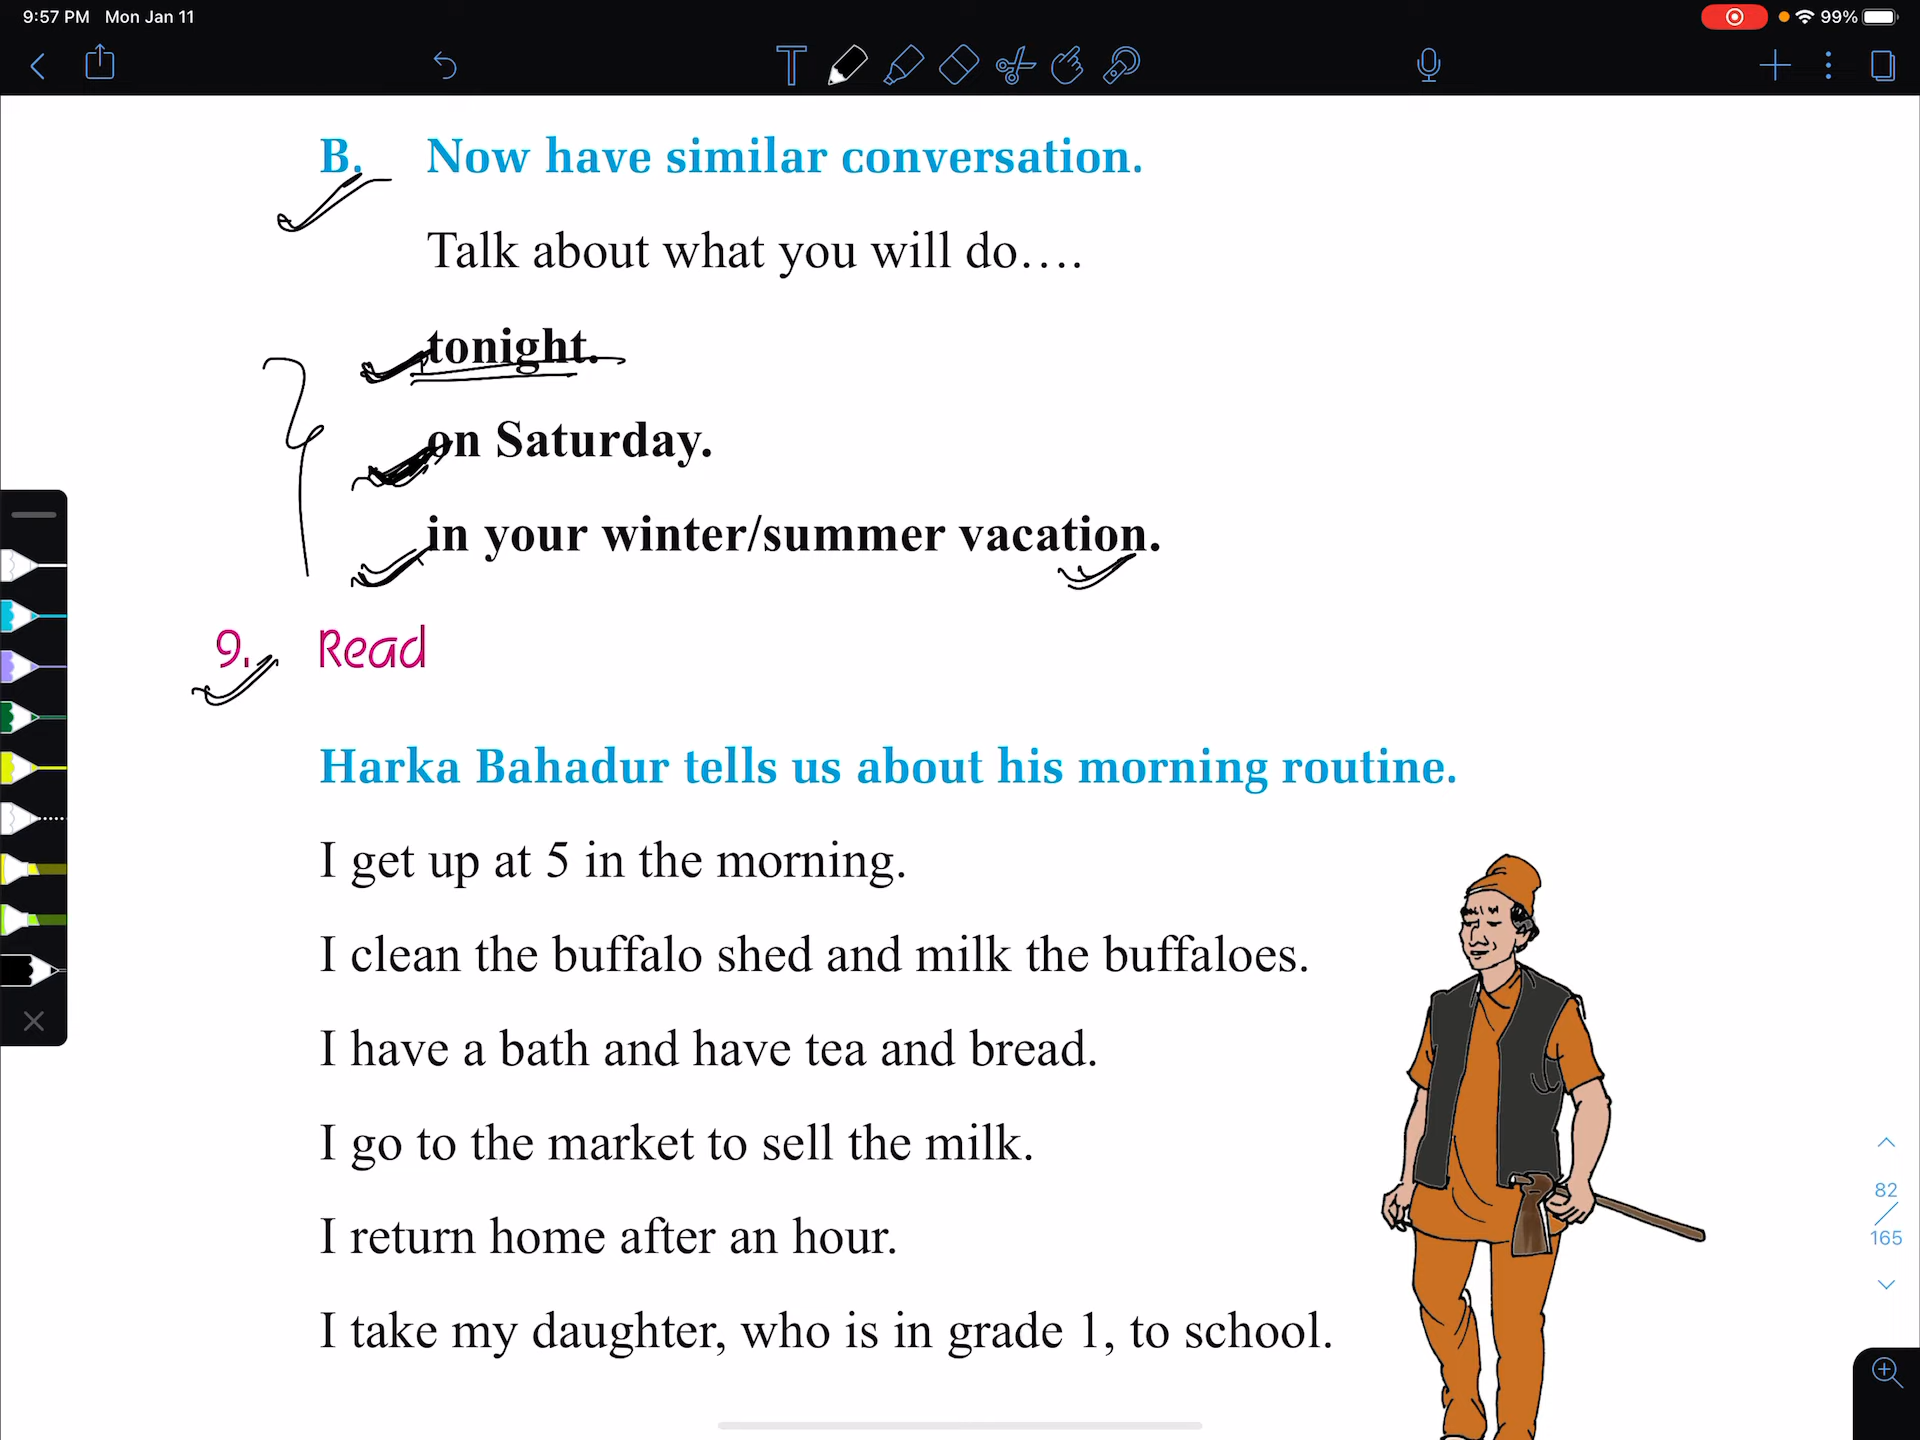 9:57 PM Mon Jan 11
99%
B. Now have similar conversation.
Talk about what you will do....
tonight.
on Saturday.
in your winter/summer vacation.
9. Read
Harka Bahadur tells us about his morning routine.
I get up at 5 in the morning.
I clean the buffalo shed and milk the buffaloes.
I have a bath and have tea and bread.
I go to the market to sell the milk.
I return home after an hour.
I take my daughter, who is in grade 1, to school.
82
/
165